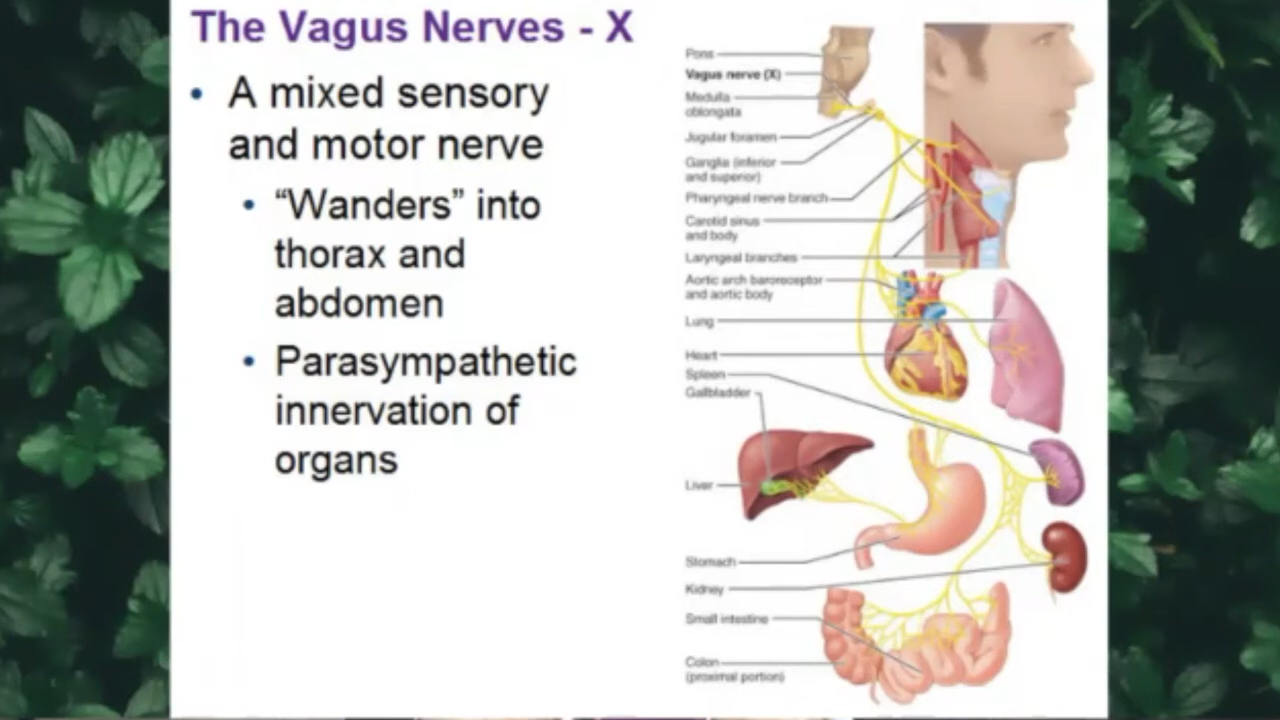 The Vagus Nerves - X
• A mixed sensory
and motor nerve
• “Wanders” into
thorax and
abdomen
• Parasympathetic
innervation of
organs
Pons
Vagus nerve (X)
Medulla
oblongata
Jugular foramen
Ganglia (inferior
and superior)
Pharyngeal nerve branch
Carotid sinus
and body
Laryngeal branches
Aortic arch baroreceptor
and aortic body
Lung
Heart
Spleen
Gallbladder
Liver
Stomach
Kidney
Small intestine
Colon
(proximal portion)